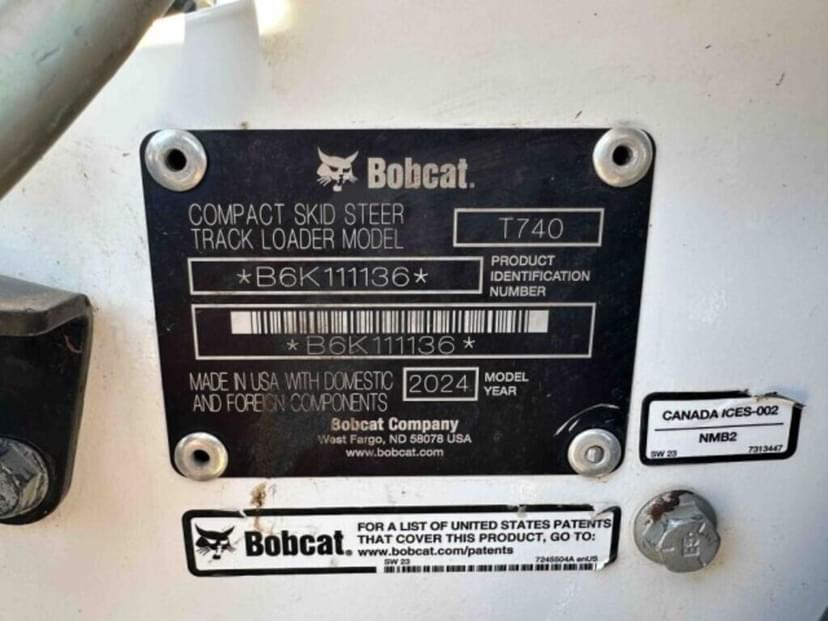 Bobcat.
COMPACT SKID STEER
TRACK LOADER MODEL
T740
*B6K111136*
PRODUCT
IDENTIFICATION
NUMBER
*B6K111136*
MADE IN USA WITH DOMESTIC
AND FOREIGN COMPONENTS
2024
MODEL
YEAR
Bobcat Company
West Fargo, ND 58078 USA
www.bobcat.com
CANADA ICES-002
NMB2
SW 23
7313447
Bobcat.
FOR A LIST OF UNITED STATES PATENTS
THAT COVER THIS PRODUCT, GO TO:
www.bobcat.com/patents
SW 23
7245504A enUS